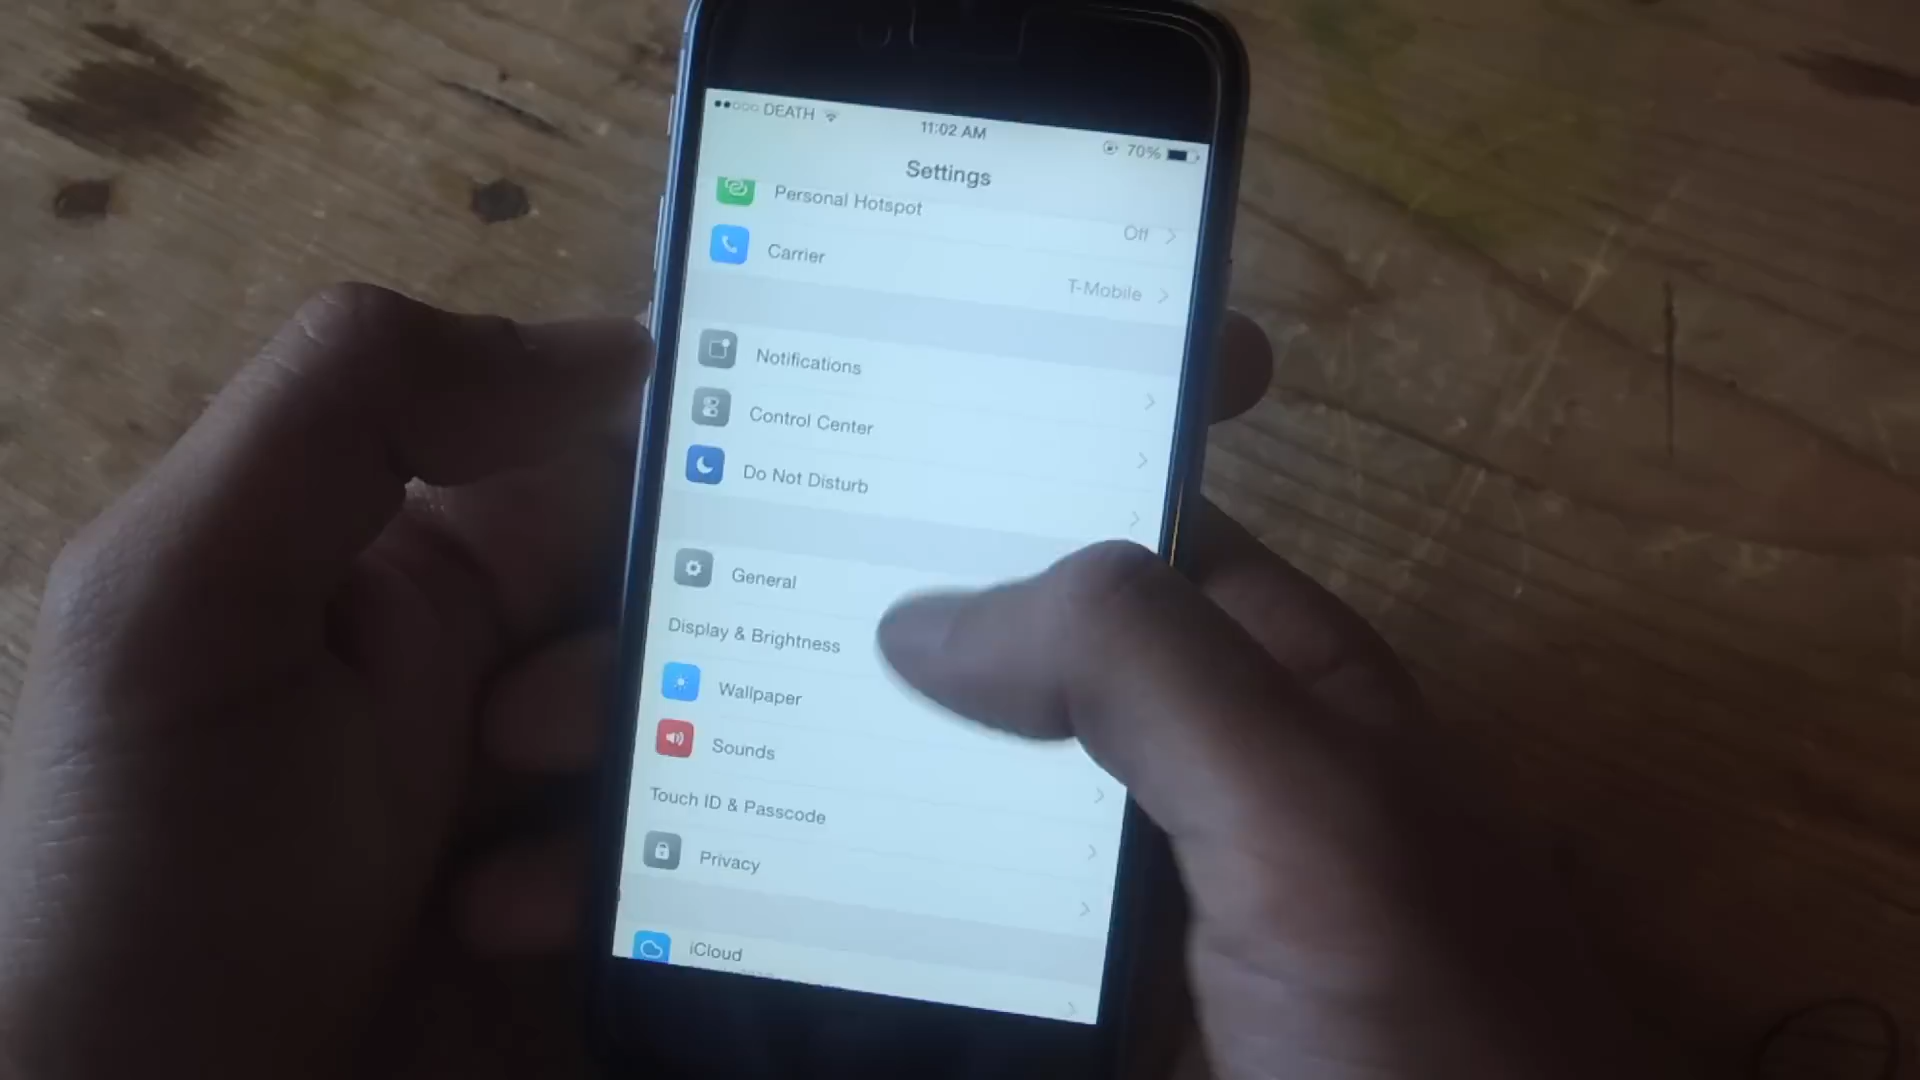 DEATH
11:02 AM
70%
Settings
Personal Hotspot
Off
Carrier
T-Mobile
Notifications
Control Center
Do Not Disturb
General
Display & Brightness
Wallpaper
Sounds
Touch ID & Passcode
Privacy
iCloud